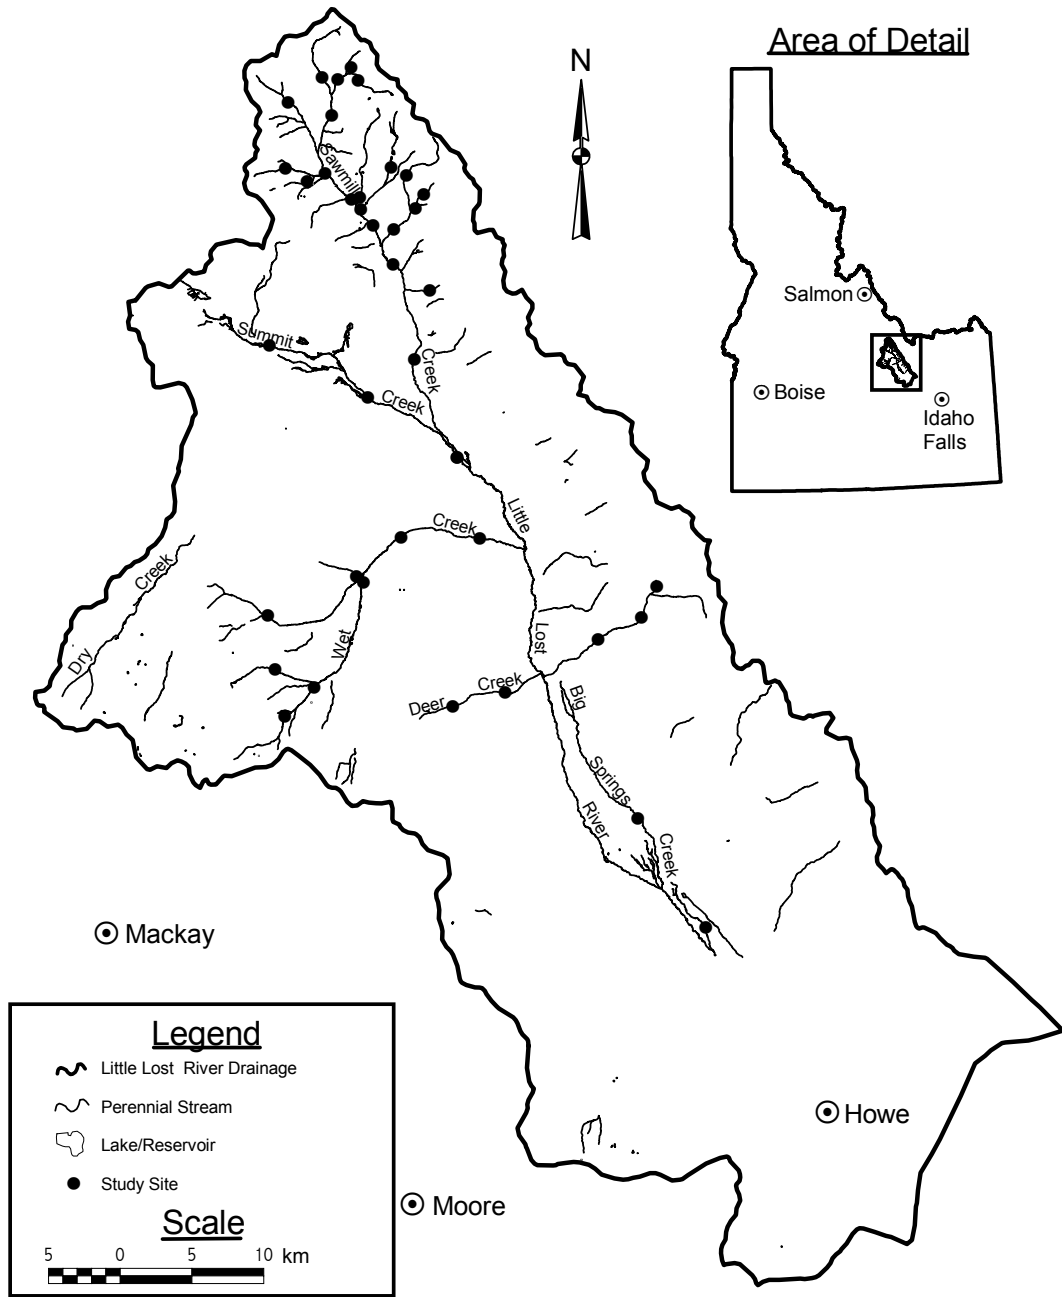 Area of Detail
N
Salmon
Boise
Idaho
Falls
Sawmill
Creek
Summit
Creek
Little
Lost
River
Creek
Wet
Dry
Creek
Deer
Creek
Big
Springs
Creek
Mackay
Howe
Moore
Legend
Little Lost River Drainage
Perennial Stream
Lake/Reservoir
Study Site
Scale
5 0 5 10 km